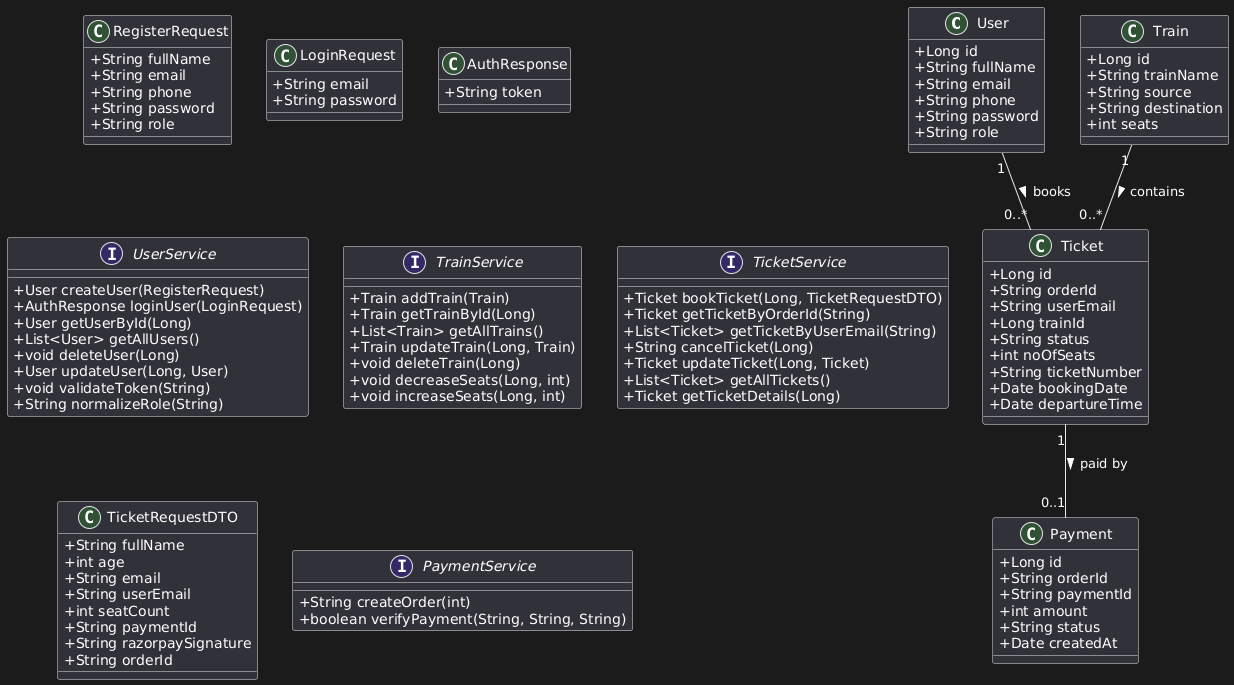 C RegisterRequest
+String fullName
+String email
+String phone
+String password
+String role
C LoginRequest
+String email
+String password
C AuthResponse
+String token
C User
+Long id
+String fullName
+String email
+String phone
+String password
+String role
C Train
+Long id
+String trainName
+String source
+String destination
+int seats
1
books
0..*
1
contains
0..*
I UserService
+User createUser(RegisterRequest)
+AuthResponse loginUser(LoginRequest)
+User getUserById(Long)
+List<User> getAllUsers()
+void deleteUser(Long)
+User updateUser(Long, User)
+void validateToken(String)
+String normalizeRole(String)
I TrainService
+Train addTrain(Train)
+Train getTrainById(Long)
+List<Train> getAllTrains()
+Train updateTrain(Long, Train)
+void deleteTrain(Long)
+void decreaseSeats(Long, int)
+void increaseSeats(Long, int)
I TicketService
+Ticket bookTicket(Long, TicketRequestDTO)
+Ticket getTicketByOrderId(String)
+List<Ticket> getTicketByUserEmail(String)
+String cancelTicket(Long)
+Ticket updateTicket(Long, Ticket)
+List<Ticket> getAllTickets()
+Ticket getTicketDetails(Long)
C Ticket
+Long id
+String orderId
+String userEmail
+Long trainId
+String status
+int noOfSeats
+String ticketNumber
+Date bookingDate
+Date departureTime
1
paid by
0..1
C TicketRequestDTO
+String fullName
+int age
+String email
+String userEmail
+int seatCount
+String paymentId
+String razorpaySignature
+String orderId
I PaymentService
+String createOrder(int)
+boolean verifyPayment(String, String, String)
C Payment
+Long id
+String orderId
+String paymentId
+int amount
+String status
+Date createdAt